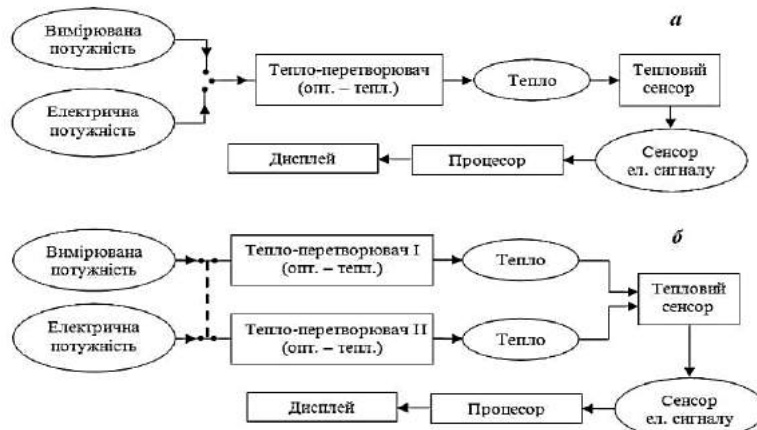 а
Вимірювана
потужність
Електрична
потужність
Тепло-перетворювач
(опт. – тепл.)
Тепло
Тепловий
сенсор
Сенсор
ел. сигналу
Процесор
Дисплей
б
Вимірювана
потужність
Тепло-перетворювач I
(опт. – тепл.)
Тепло
Електрична
потужність
Тепло-перетворювач II
(опт. – тепл.)
Тепло
Тепловий
сенсор
Сенсор
ел. сигналу
Процесор
Дисплей